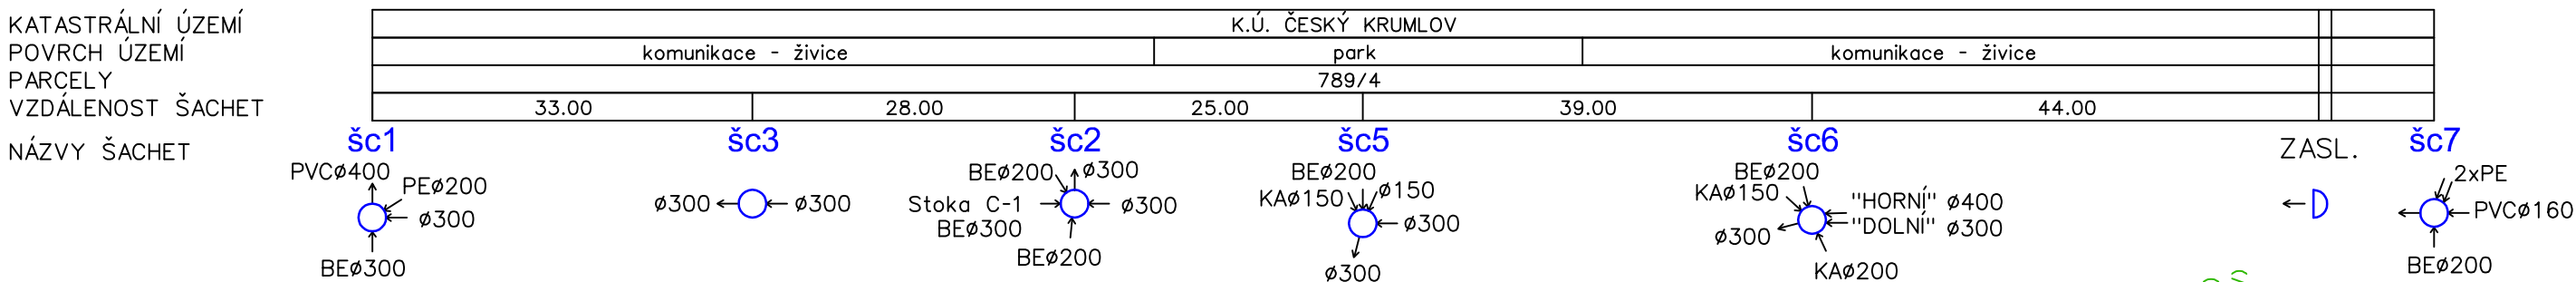 KATASTRÁLNÍ ÚZEMÍ K.Ú. ČESKÝ KRUMLOV
POVRCH ÚZEMÍ komunikace - živice park komunikace - živice
PARCELY 789/4
VZDÁLENOST ŠACHET 33.00 28.00 25.00 39.00 44.00
NÁZVY ŠACHET šc1 šc3 šc2 šc5 šc6 ZASL. šc7
PVCø400
PEø200
ø300
BEø300
ø300 ø300
BEø200 ø300
Stoka C-1 ø300
BEø300
BEø200
BEø200
KAø150 ø150
ø300
ø300
BEø200
KAø150 "HORNÍ" ø400
ø300 "DOLNÍ" ø300
KAø200
2xPE
PVCø160
BEø200